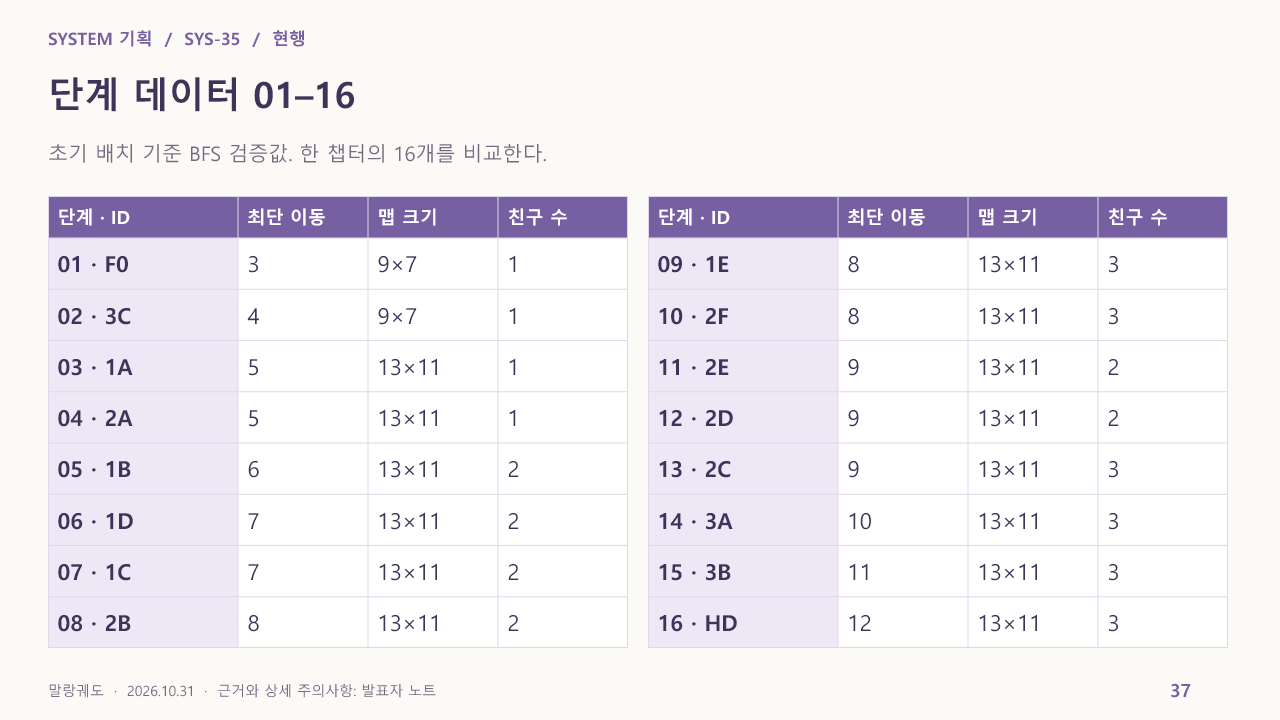 SYSTEM 기획 / SYS-35 / 현행
단계 데이터 01–16
초기 배치 기준 BFS 검증값. 한 챕터의 16개를 비교한다.
단계 · ID 최단 이동 맵 크기 친구 수
01 · F0 3 9×7 1
02 · 3C 4 9×7 1
03 · 1A 5 13×11 1
04 · 2A 5 13×11 1
05 · 1B 6 13×11 2
06 · 1D 7 13×11 2
07 · 1C 7 13×11 2
08 · 2B 8 13×11 2
단계 · ID 최단 이동 맵 크기 친구 수
09 · 1E 8 13×11 3
10 · 2F 8 13×11 3
11 · 2E 9 13×11 2
12 · 2D 9 13×11 2
13 · 2C 9 13×11 3
14 · 3A 10 13×11 3
15 · 3B 11 13×11 3
16 · HD 12 13×11 3
말랑궤도 · 2026.10.31 · 근거와 상세 주의사항: 발표자 노트
37